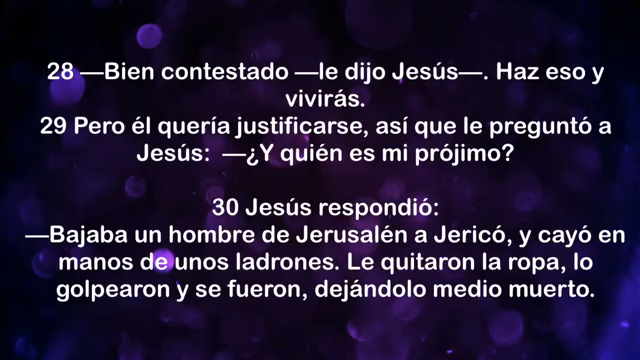 28 —Bien contestado —le dijo Jesús—. Haz eso y
vivirás.
29 Pero él quería justificarse, así que le preguntó a
Jesús:  —¿Y quién es mi prójimo?
30 Jesús respondió:
—Bajaba un hombre de Jerusalén a Jericó, y cayó en
manos de unos ladrones. Le quitaron la ropa, lo
golpearon y se fueron, dejándolo medio muerto.